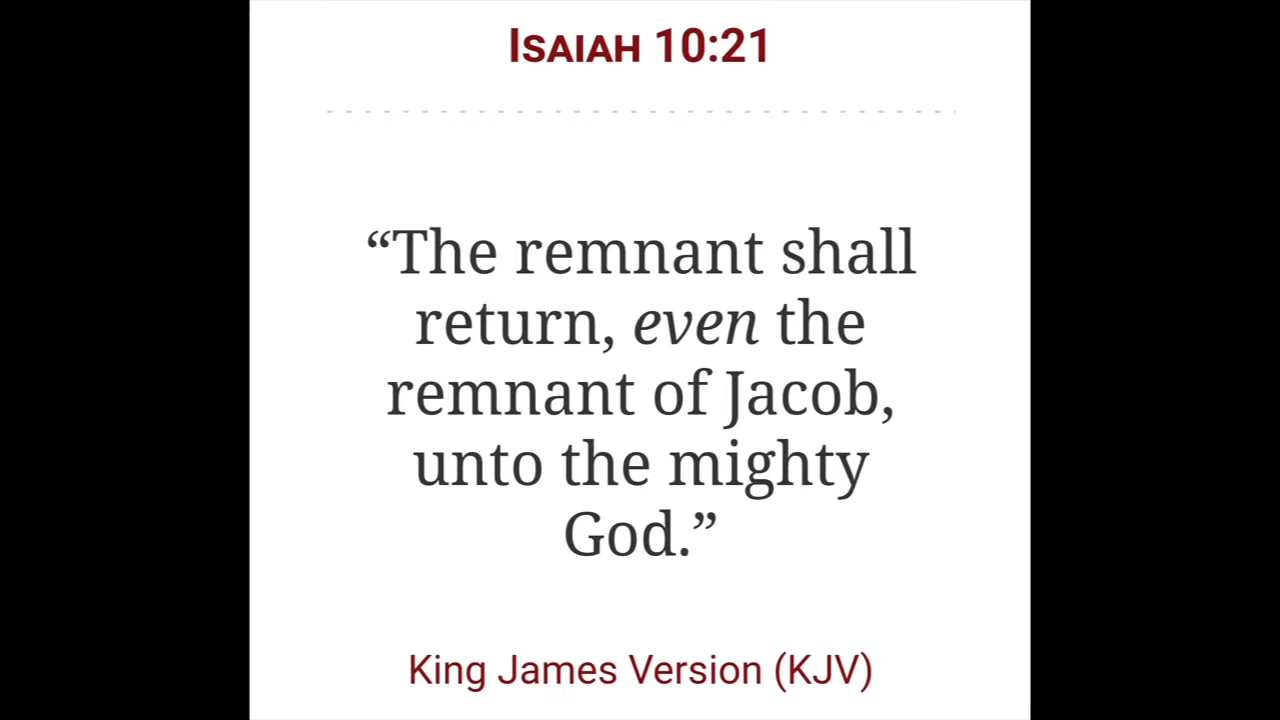 Isaiah 10:21
“The remnant shall
return, even the
remnant of Jacob,
unto the mighty
God.”
King James Version (KJV)